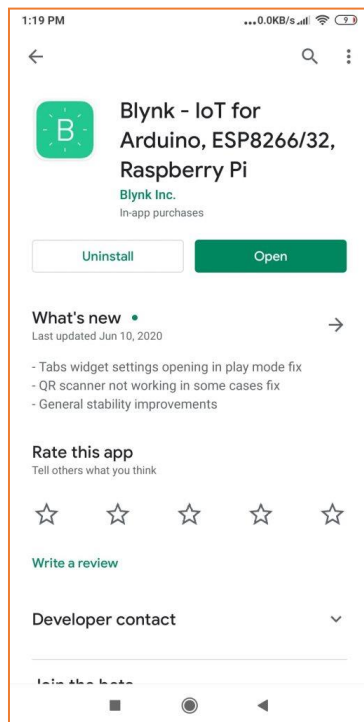 1:19 PM ...0.0KB/s 9
B
Blynk - IoT for
Arduino, ESP8266/32,
Raspberry Pi
Blynk Inc.
In-app purchases
Uninstall Open
What's new
Last updated Jun 10, 2020
- Tabs widget settings opening in play mode fix
- QR scanner not working in some cases fix
- General stability improvements
Rate this app
Tell others what you think
Write a review
Developer contact
Join the beta